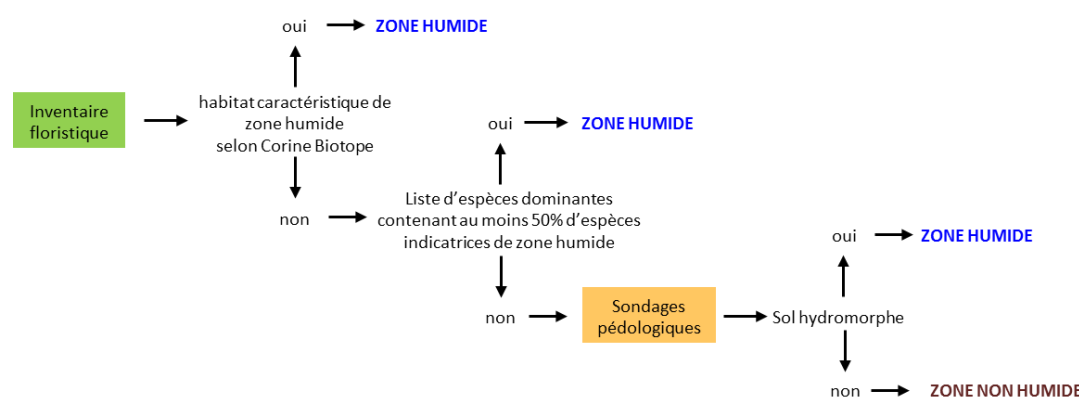 oui
ZONE HUMIDE
Inventaire
floristique
habitat caractéristique de
zone humide
selon Corine Biotope
non
oui
ZONE HUMIDE
Liste d’espèces dominantes
contenant au moins 50% d’espèces
indicatrices de zone humide
non
Sondages
pédologiques
Sol hydromorphe
oui
ZONE HUMIDE
non
ZONE NON HUMIDE